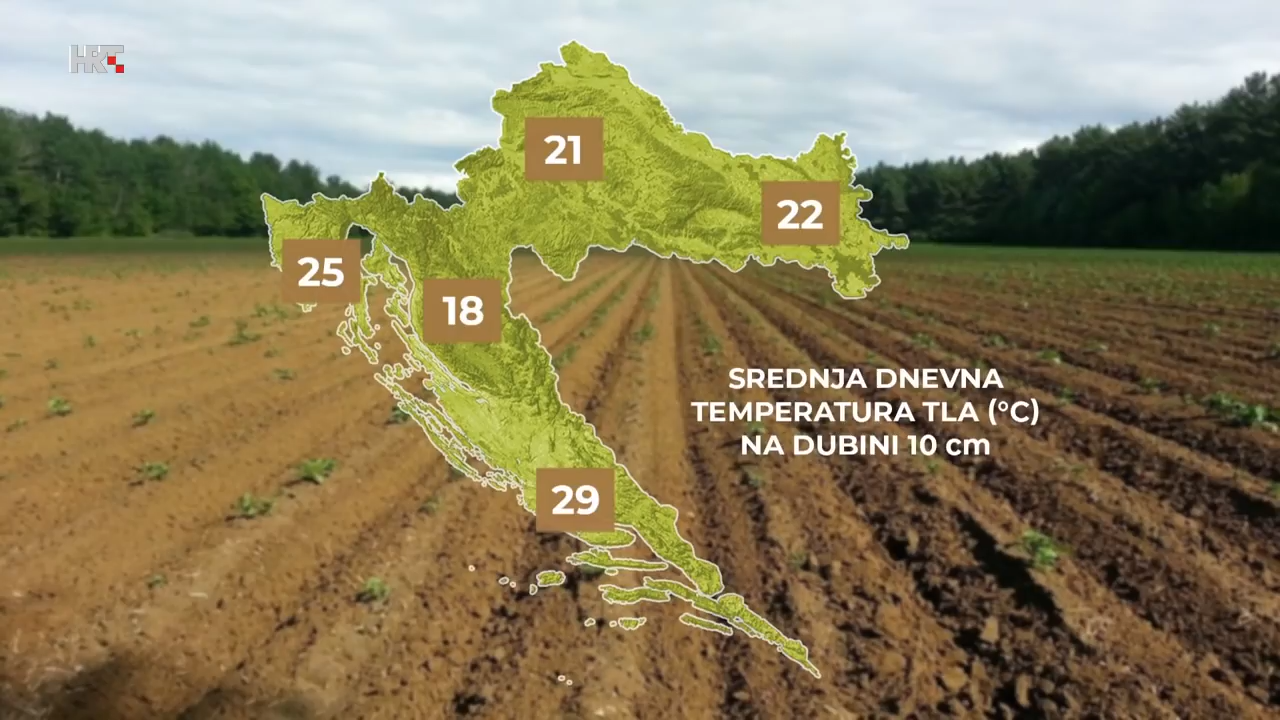 HRT
21
22
25
18
SREDNJA DNEVNA
TEMPERATURA TLA (°C)
NA DUBINI 10 cm
29